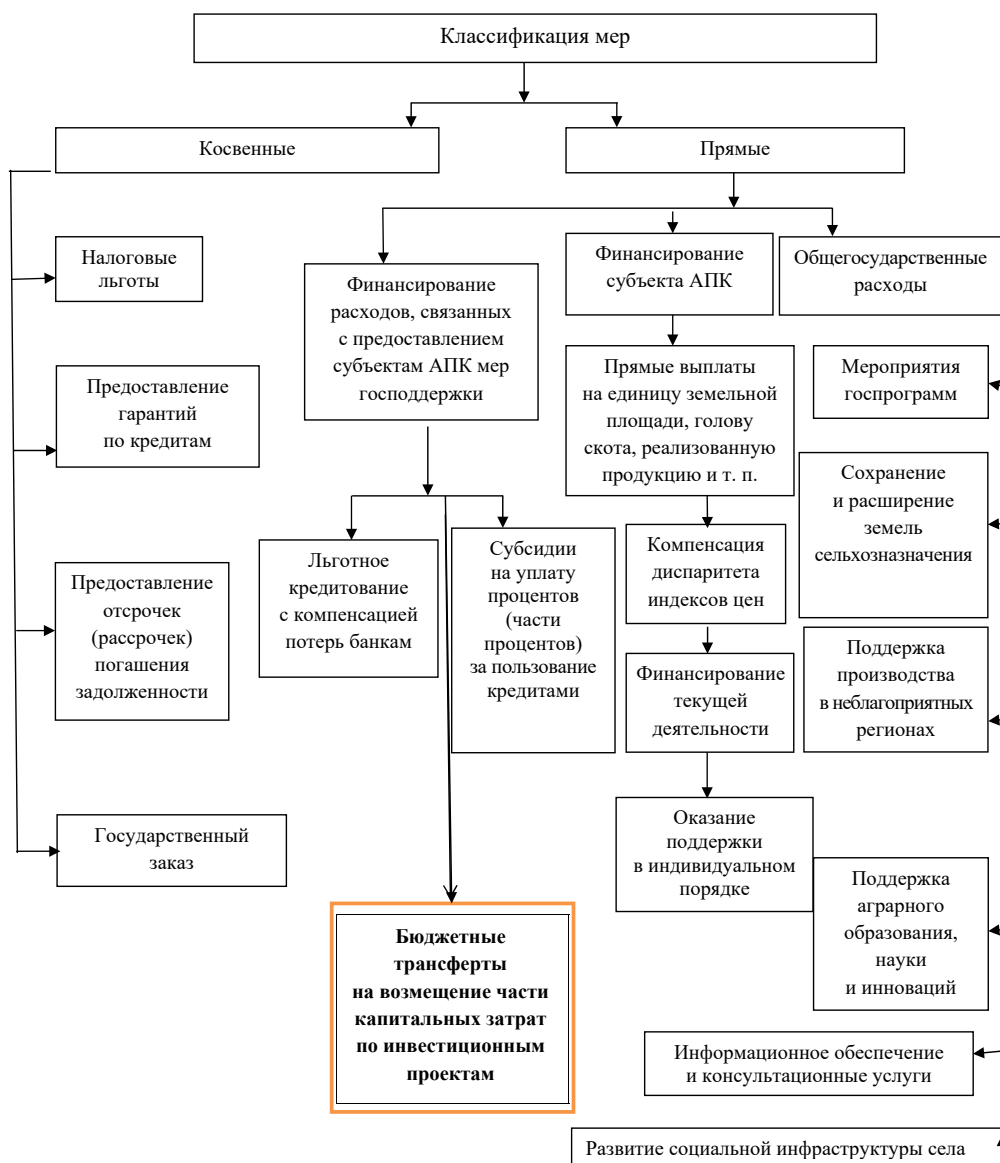 Классификация мер
Косвенные
Прямые
Налоговые
льготы
Предоставление
гарантий
по кредитам
Предоставление
отсрочек
(рассрочек)
погашения
задолженности
Государственный
заказ
Финансирование
расходов, связанных
с предоставлением
субъектам АПК мер
господдержки
Льготное
кредитование
с компенсацией
потерь банкам
Субсидии
на уплату
процентов
(части
процентов)
за пользование
кредитами
Бюджетные
трансферты
на возмещение части
капитальных затрат
по инвестиционным
проектам
Финансирование
субъекта АПК
Прямые выплаты
на единицу земельной
площади, голову
скота, реализованную
продукцию и т. п.
Компенсация
диспаритета
индексов цен
Финансирование
текущей
деятельности
Оказание
поддержки
в индивидуальном
порядке
Общегосударственные
расходы
Мероприятия
госпрограмм
Сохранение
и расширение
земель
сельхозназначения
Поддержка
производства
в неблагоприятных
регионах
Поддержка
аграрного
образования,
науки
и инноваций
Информационное обеспечение
и консультационные услуги
Развитие социальной инфраструктуры села